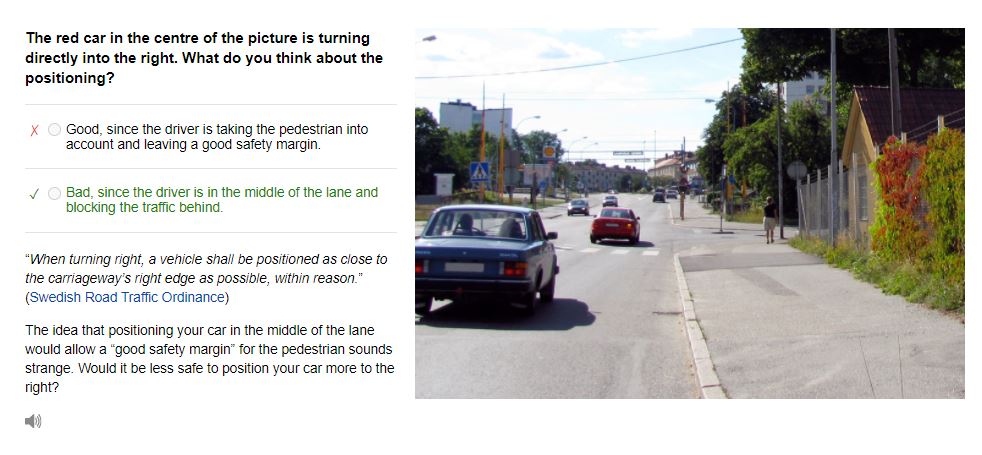 The red car in the centre of the picture is turning
directly into the right. What do you think about the
positioning?
✗ Good, since the driver is taking the pedestrian into
account and leaving a good safety margin.
✓ Bad, since the driver is in the middle of the lane and
blocking the traffic behind.
“When turning right, a vehicle shall be positioned as close to
the carriageway’s right edge as possible, within reason.”
(Swedish Road Traffic Ordinance)
The idea that positioning your car in the middle of the lane
would allow a “good safety margin” for the pedestrian sounds
strange. Would it be less safe to position your car more to the
right?